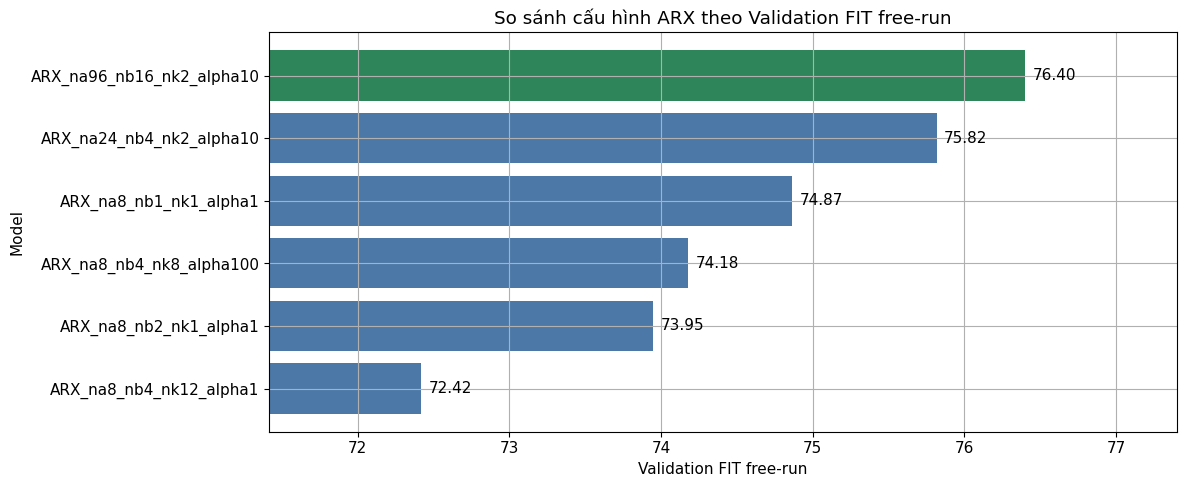 So sánh cấu hình ARX theo Validation FIT free-run
Model
ARX_na96_nb16_nk2_alpha10
76.40
ARX_na24_nb4_nk2_alpha10
75.82
ARX_na8_nb1_nk1_alpha1
74.87
ARX_na8_nb4_nk8_alpha100
74.18
ARX_na8_nb2_nk1_alpha1
73.95
ARX_na8_nb4_nk12_alpha1
72.42
72 73 74 75 76 77
Validation FIT free-run